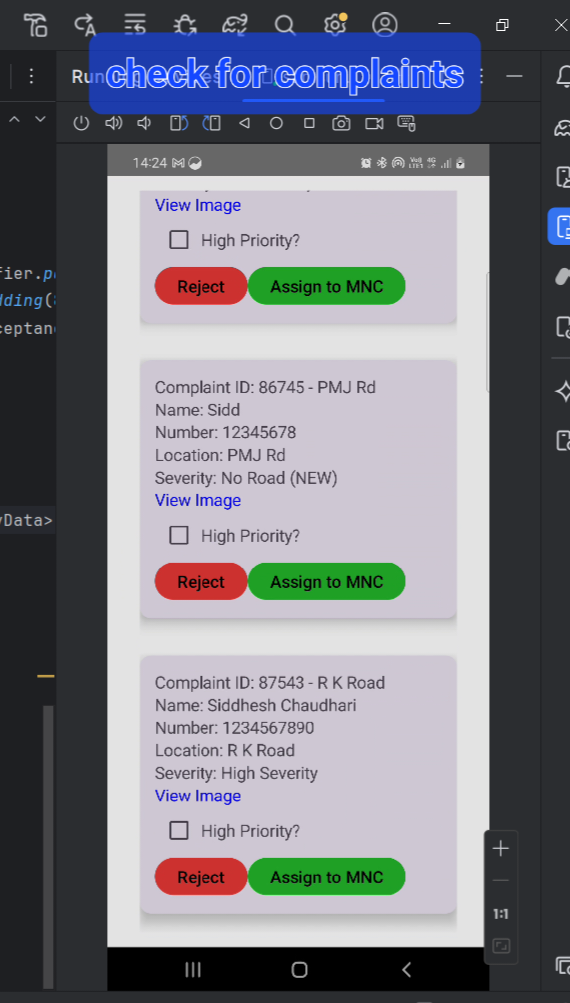 check for complaints
14:24
fier.p
dding(
ceptan
yData>
View Image
High Priority?
Reject
Assign to MNC
Complaint ID: 86745 - PMJ Rd
Name: Sidd
Number: 12345678
Location: PMJ Rd
Severity: No Road (NEW)
View Image
High Priority?
Reject
Assign to MNC
Complaint ID: 87543 - R K Road
Name: Siddhesh Chaudhari
Number: 1234567890
Location: R K Road
Severity: High Severity
View Image
High Priority?
Reject
Assign to MNC
1:1